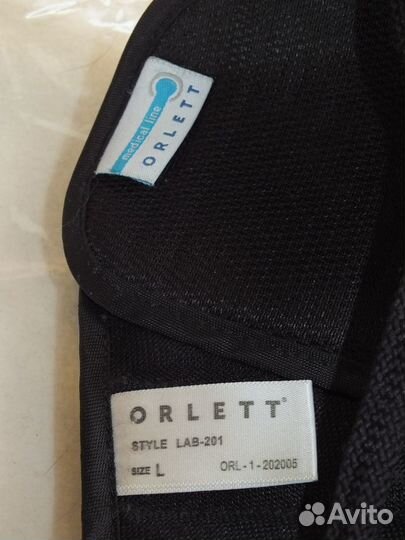 medical line
ORLETT
ORLETT®
STYLE LAB-201
SIZE L ORL-1-202005
Avito